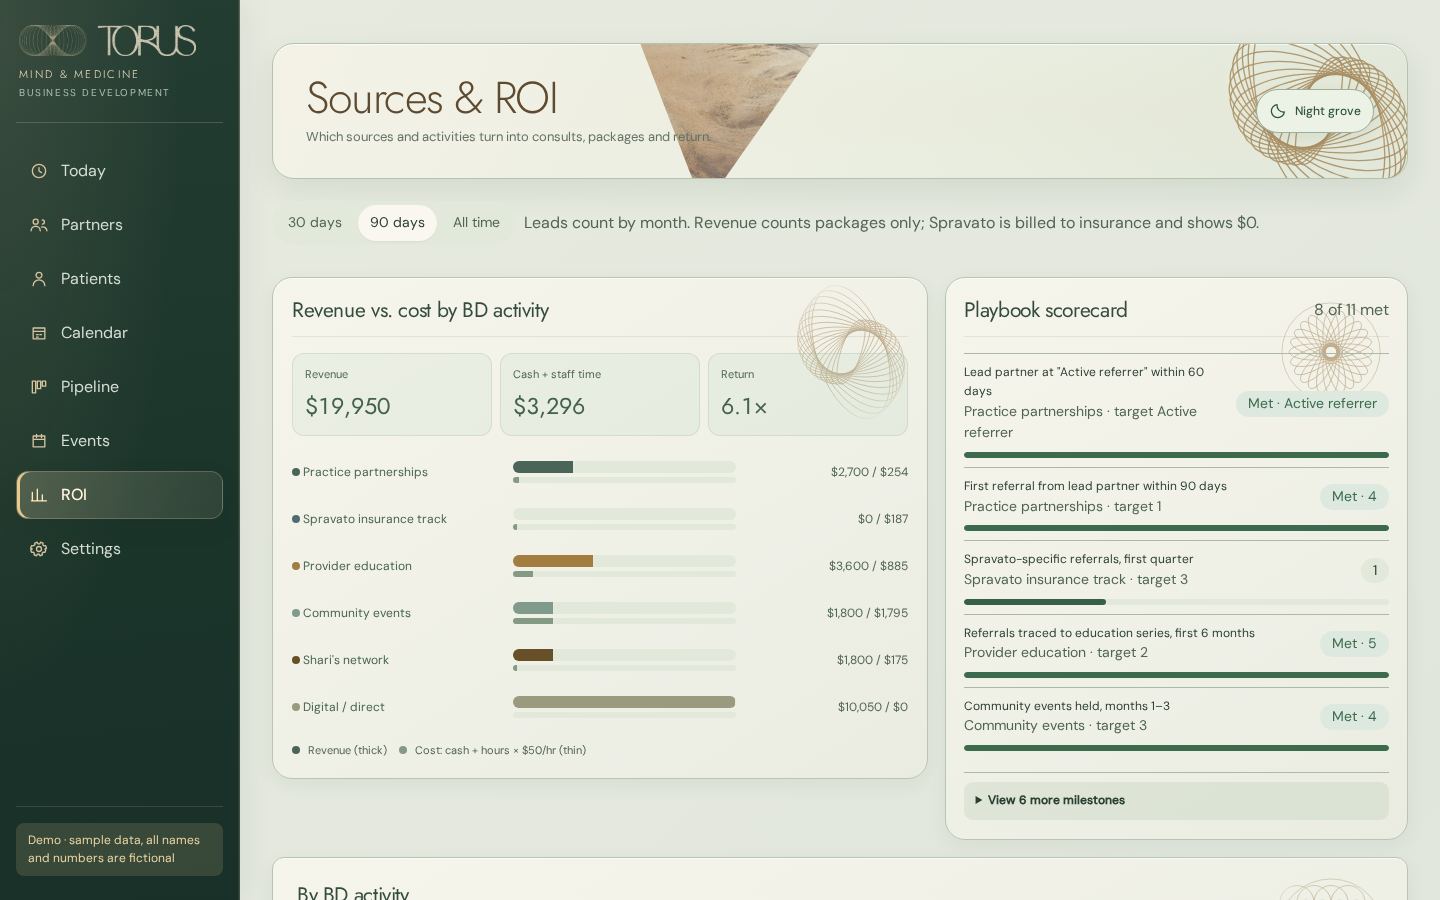 TORUS
MIND & MEDICINE
BUSINESS DEVELOPMENT
Today
Partners
Patients
Calendar
Pipeline
Events
ROI
Settings
Demo · sample data, all names
and numbers are fictional
Sources & ROI
Which sources and activities turn into consults, packages and return.
Night grove
30 days
90 days
All time
Leads count by month. Revenue counts packages only; Spravato is billed to insurance and shows $0.
Revenue vs. cost by BD activity
Revenue
$19,950
Cash + staff time
$3,296
Return
6.1×
Practice partnerships
$2,700 / $254
Spravato insurance track
$0 / $187
Provider education
$3,600 / $885
Community events
$1,800 / $1,795
Shari's network
$1,800 / $175
Digital / direct
$10,050 / $0
Revenue (thick)
Cost: cash + hours × $50/hr (thin)
Playbook scorecard
8 of 11 met
Lead partner at "Active referrer" within 60
days
Practice partnerships · target Active
referrer
Met · Active referrer
First referral from lead partner within 90 days
Practice partnerships · target 1
Met · 4
Spravato-specific referrals, first quarter
Spravato insurance track · target 3
1
Referrals traced to education series, first 6 months
Provider education · target 2
Met · 5
Community events held, months 1–3
Community events · target 3
Met · 4
View 6 more milestones
By BD activity